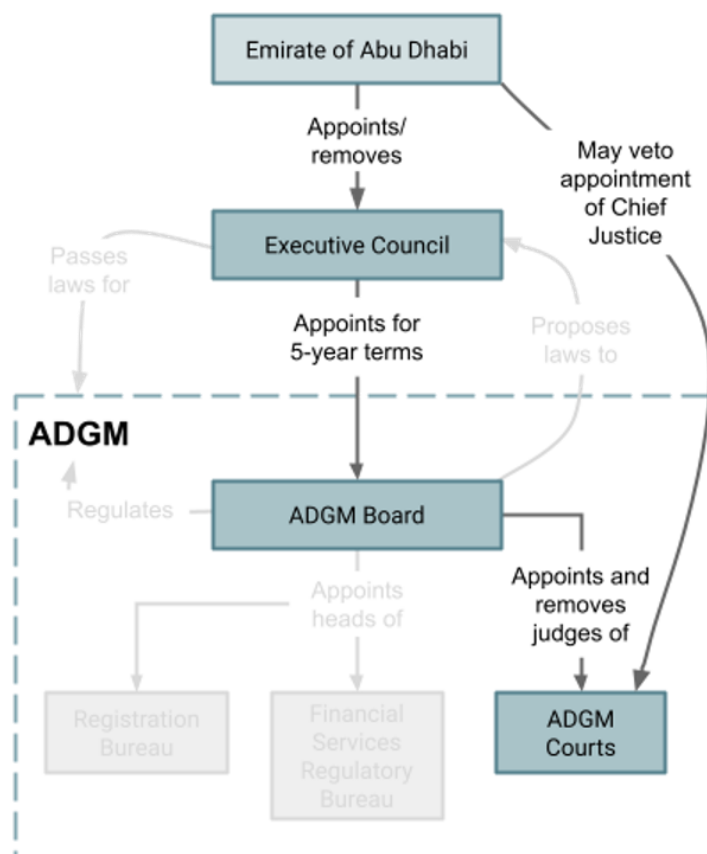 Emirate of Abu Dhabi
Appoints/
removes
May veto
appointment
of Chief
Justice
Executive Council
Passes
laws for
Appoints for
5-year terms
Proposes
laws to
ADGM
Regulates
ADGM Board
Appoints
heads of
Appoints and
removes
judges of
Registration
Bureau
Financial
Services
Regulatory
Bureau
ADGM
Courts